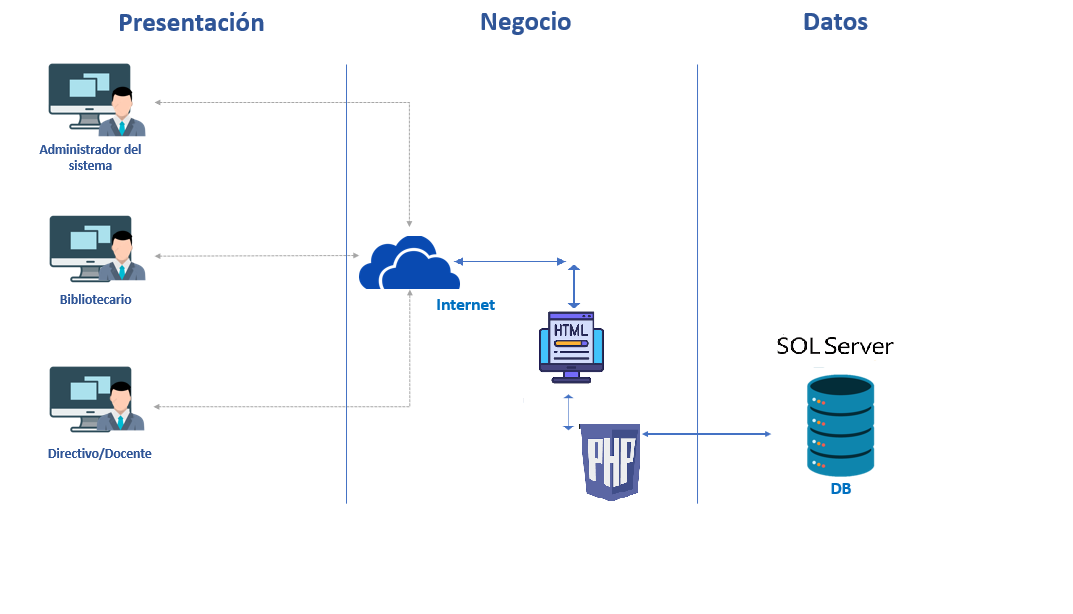 Presentación
Negocio
Datos
Administrador del
sistema
Bibliotecario
Internet
HTML
SOL Server
Directivo/Docente
PHP
DB